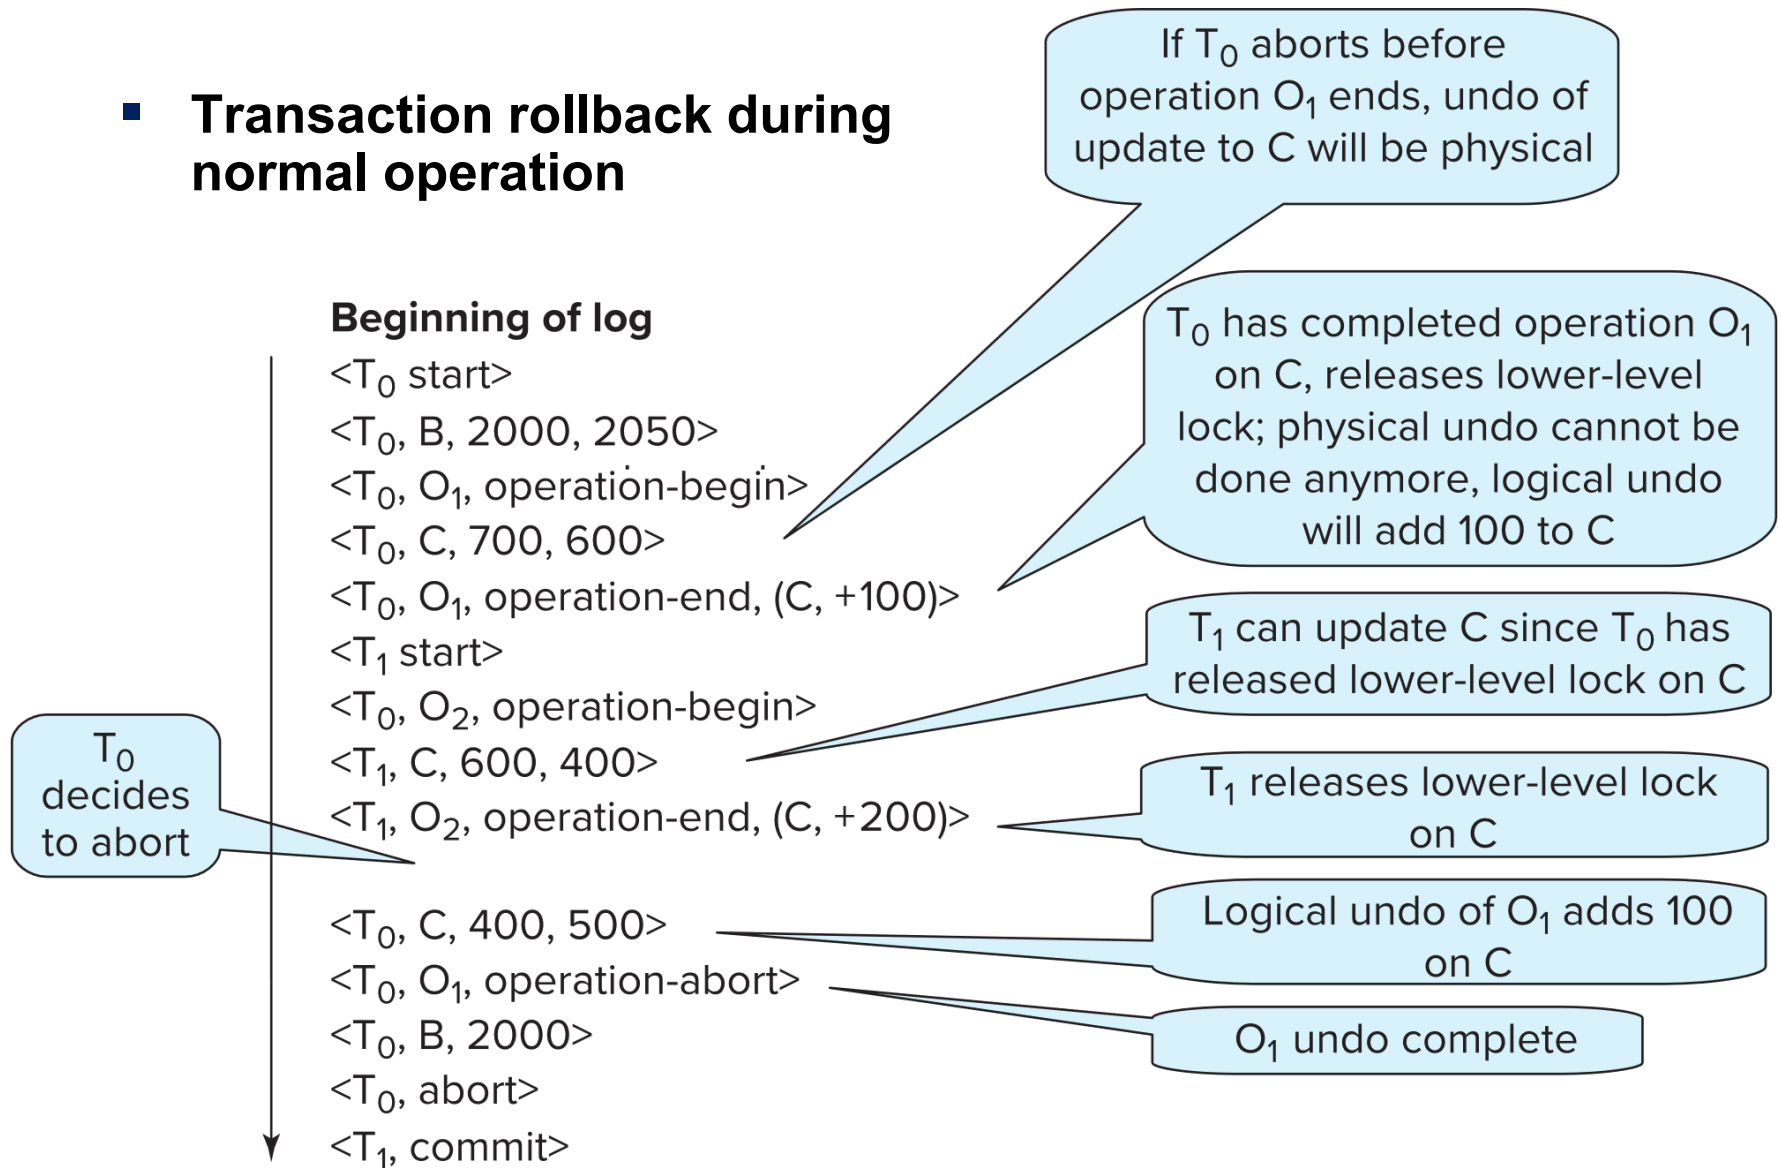 ▪ Transaction rollback during
normal operation
If T₀ aborts before
operation O₁ ends, undo of
update to C will be physical
Beginning of log
<T₀ start>
<T₀, B, 2000, 2050>
<T₀, O₁, operation-begin>
<T₀, C, 700, 600>
<T₀, O₁, operation-end, (C, +100)>
<T₁ start>
<T₀, O₂, operation-begin>
<T₁, C, 600, 400>
<T₁, O₂, operation-end, (C, +200)>
<T₀, C, 400, 500>
<T₀, O₁, operation-abort>
<T₀, B, 2000>
<T₀, abort>
<T₁, commit>
T₀ has completed operation O₁
on C, releases lower-level
lock; physical undo cannot be
done anymore, logical undo
will add 100 to C
T₁ can update C since T₀ has
released lower-level lock on C
T₀
decides
to abort
T₁ releases lower-level lock
on C
Logical undo of O₁ adds 100
on C
O₁ undo complete